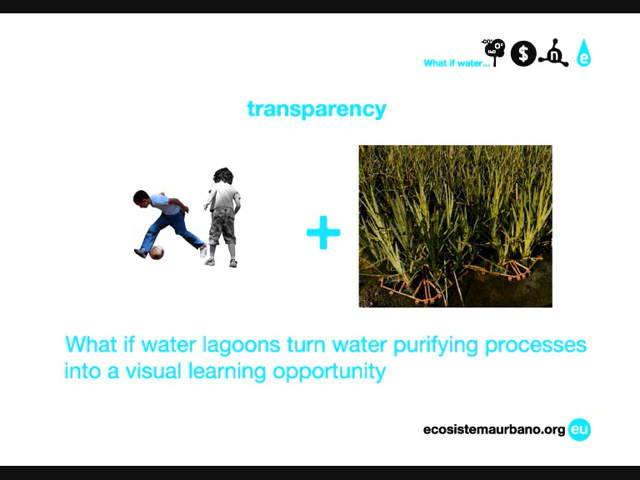 What if water... $ n e
transparency
+
What if water lagoons turn water purifying processes
into a visual learning opportunity
ecosistemaurbano.org eu